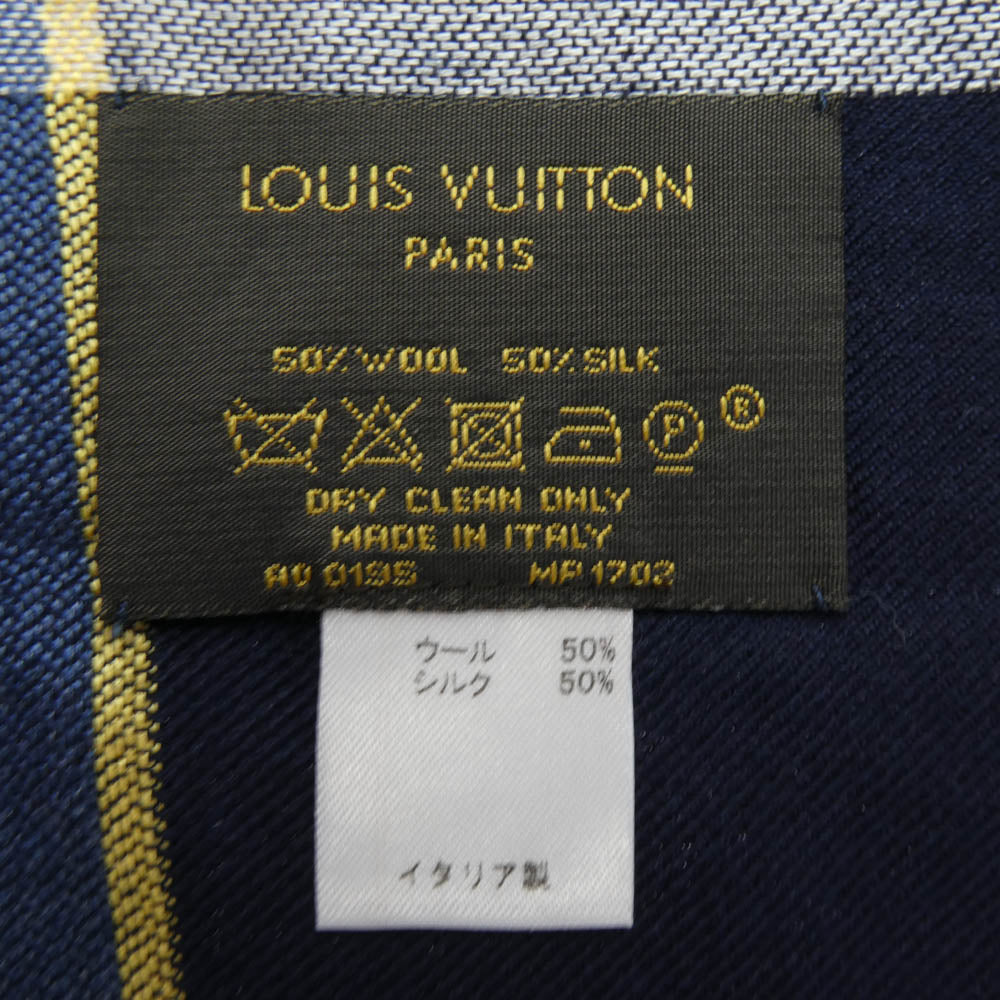 LOUIS VUITTON
PARIS
50% WOOL 50% SILK
P ®
DRY CLEAN ONLY
MADE IN ITALY
AV 0195 MP1702
ウール 50%
シルク 50%
イタリア製